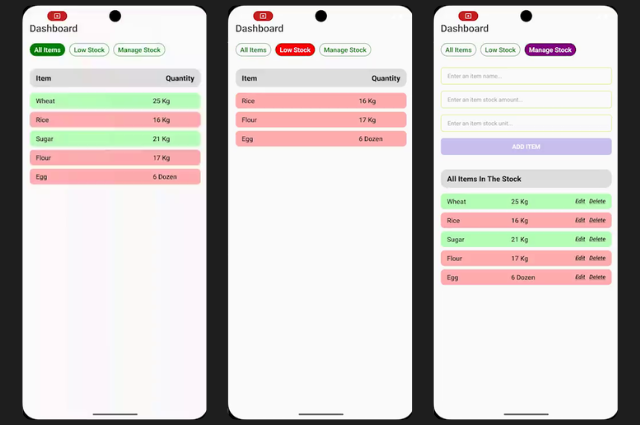 Dashboard
All Items Low Stock Manage Stock
Item Quantity
Wheat 25 Kg
Rice 16 Kg
Sugar 21 Kg
Flour 17 Kg
Egg 6 Dozen
Dashboard
All Items Low Stock Manage Stock
Item Quantity
Rice 16 Kg
Flour 17 Kg
Egg 6 Dozen
Dashboard
All Items Low Stock Manage Stock
Enter an item name...
Enter an item stock amount...
Enter an item stock unit...
ADD ITEM
All Items In The Stock
Wheat 25 Kg Edit Delete
Rice 16 Kg Edit Delete
Sugar 21 Kg Edit Delete
Flour 17 Kg Edit Delete
Egg 6 Dozen Edit Delete